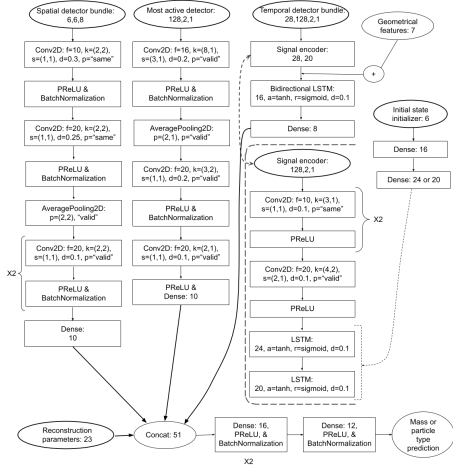 Spatial detector bundle:
6,6,8
Conv2D: f=10, k=(2,2),
s=(1,1), d=0.3, p="same"
PReLU &
BatchNormalization
Conv2D: f=20, k=(2,2),
s=(1,1), d=0.25, p="same"
PReLU &
BatchNormalization
AveragePooling2D:
p=(2,2), "valid"
X2
Conv2D: f=20, k=(2,2),
s=(1,1), d=0.1, p="valid"
PReLU &
BatchNormalization
Dense:
10
Most active detector:
128,2,1
Conv2D: f=16, k=(8,1),
s=(3,1), d=0.2, p="valid"
PReLU &
BatchNormalization
AveragePooling2D:
p=(2,1), "valid"
Conv2D: f=20, k=(3,2),
s=(1,1), d=0.2, p="valid"
PReLU &
BatchNormalization
Conv2D: f=20, k=(2,1),
s=(1,1), d=0.1, p="valid"
PReLU &
Dense: 10
Temporal detector bundle:
28,128,2,1
Signal encoder:
28, 20
Bidirectional LSTM:
16, a=tanh, r=sigmoid, d=0.1
Dense: 8
Geometrical
features: 7
+
Signal encoder:
128,2,1
Conv2D: f=10, k=(3,1),
s=(1,1), d=0.1, p="same"
PReLU
X2
Conv2D: f=20, k=(4,2),
s=(2,1), d=0.1, p="valid"
PReLU
LSTM:
24, a=tanh, r=sigmoid, d=0.1
LSTM:
20, a=tanh, r=sigmoid, d=0.1
Initial state
initializer: 6
Dense: 16
Dense: 24 or 20
Reconstruction
parameters: 23
Concat: 51
Dense: 16,
PReLU,
& BatchNormalization
X2
Dense: 12,
PReLU, &
BatchNormalization
Mass or
particle
type
prediction